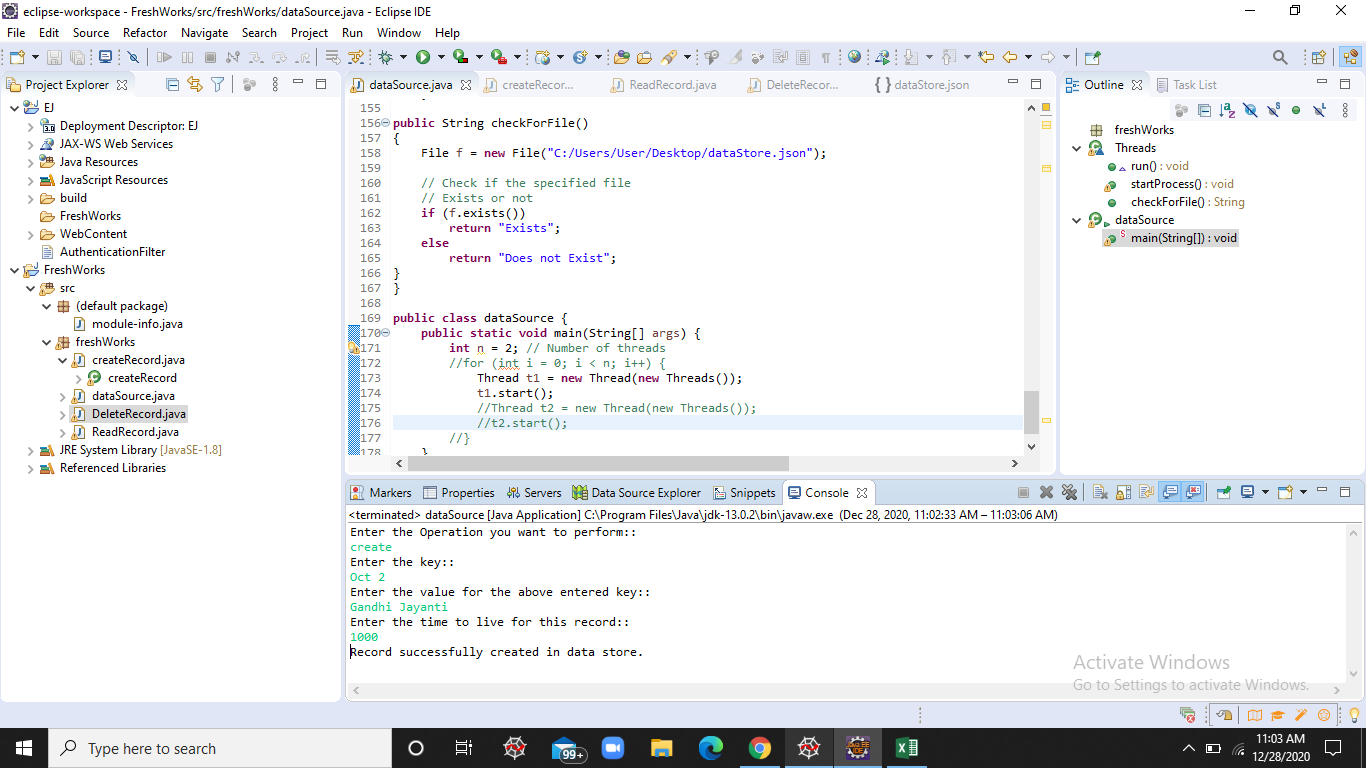 eclipse-workspace - FreshWorks/src/freshWorks/dataSource.java - Eclipse IDE
File Edit Source Refactor Navigate Search Project Run Window Help
Project Explorer
EJ
Deployment Descriptor: EJ
JAX-WS Web Services
Java Resources
JavaScript Resources
build
FreshWorks
WebContent
AuthenticationFilter
FreshWorks
src
(default package)
module-info.java
freshWorks
createRecord.java
createRecord
dataSource.java
DeleteRecord.java
ReadRecord.java
JRE System Library [JavaSE-1.8]
Referenced Libraries
dataSource.java createRecor... ReadRecord.java DeleteRecor... { } dataStore.json
155
156 public String checkForFile()
157 {
158 File f = new File("C:/Users/User/Desktop/dataStore.json");
159
160 // Check if the specified file
161 // Exists or not
162 if (f.exists())
163 return "Exists";
164 else
165 return "Does not Exist";
166 }
167 }
168
169 public class dataSource {
170 public static void main(String[] args) {
171 int n = 2; // Number of threads
172 //for (int i = 0; i < n; i++) {
173 Thread t1 = new Thread(new Threads());
174 t1.start();
175 //Thread t2 = new Thread(new Threads());
176 //t2.start();
177 //}
178 }
Outline Task List
freshWorks
Threads
run() : void
startProcess() : void
checkForFile() : String
dataSource
main(String[]) : void
Markers Properties Servers Data Source Explorer Snippets Console
<terminated> dataSource [Java Application] C:\Program Files\Java\jdk-13.0.2\bin\javaw.exe (Dec 28, 2020, 11:02:33 AM – 11:03:06 AM)
Enter the Operation you want to perform::
create
Enter the key::
Oct 2
Enter the value for the above entered key::
Gandhi Jayanti
Enter the time to live for this record::
1000
Record successfully created in data store.
Activate Windows
Go to Settings to activate Windows.
Type here to search
99+
JAVA EE
IDE
11:03 AM
12/28/2020